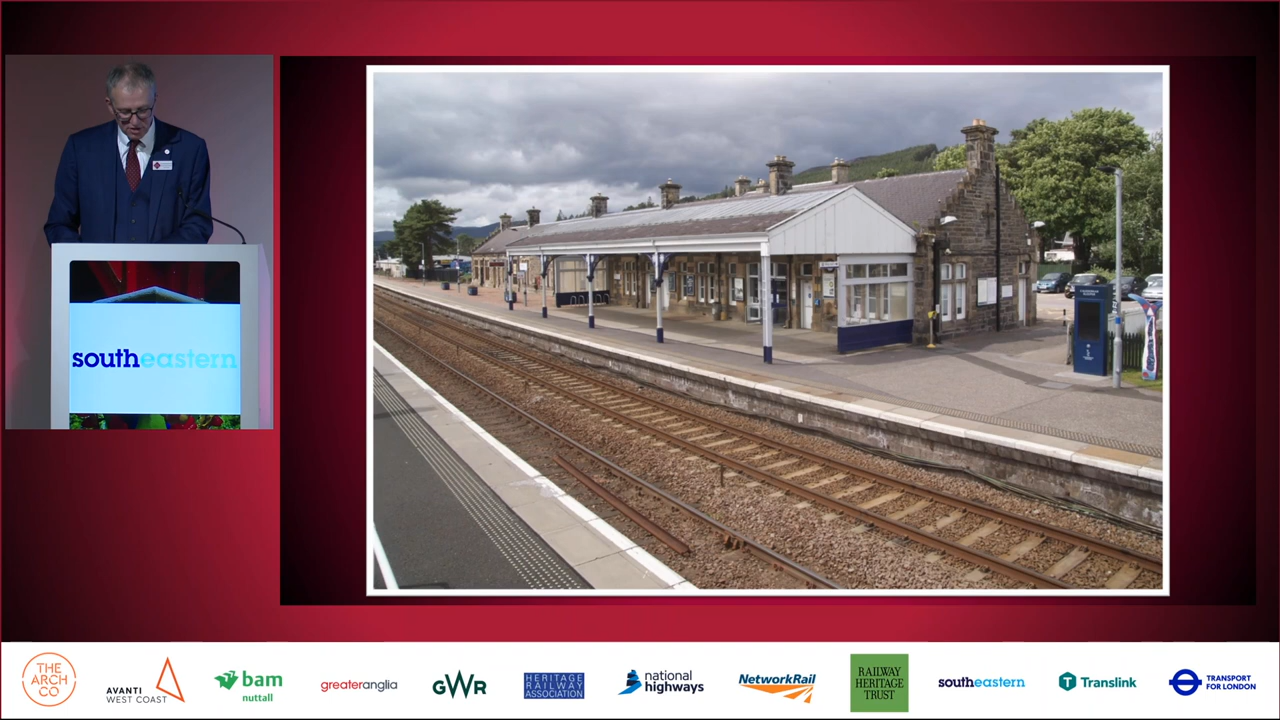 southeastern
THE
ARCH
CO
AVANTI
WEST COAST
bam
nuttall
greateranglia
GWR
HERITAGE
RAILWAY
ASSOCIATION
national
highways
NetworkRail
RAILWAY
HERITAGE
TRUST
southeastern
Translink
TRANSPORT
FOR LONDON